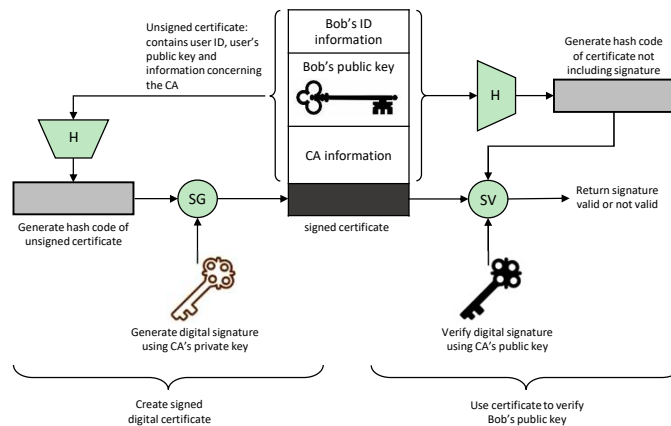 Unsigned certificate:
contains user ID, user's
public key and
information concerning
the CA
Bob's ID
information
Bob's public key
CA information
Generate hash code
of certificate not
including signature
H
H
SG
SV
Return signature
valid or not valid
Generate hash code of
unsigned certificate
signed certificate
Generate digital signature
using CA's private key
Verify digital signature
using CA's public key
Create signed
digital certificate
Use certificate to verify
Bob's public key